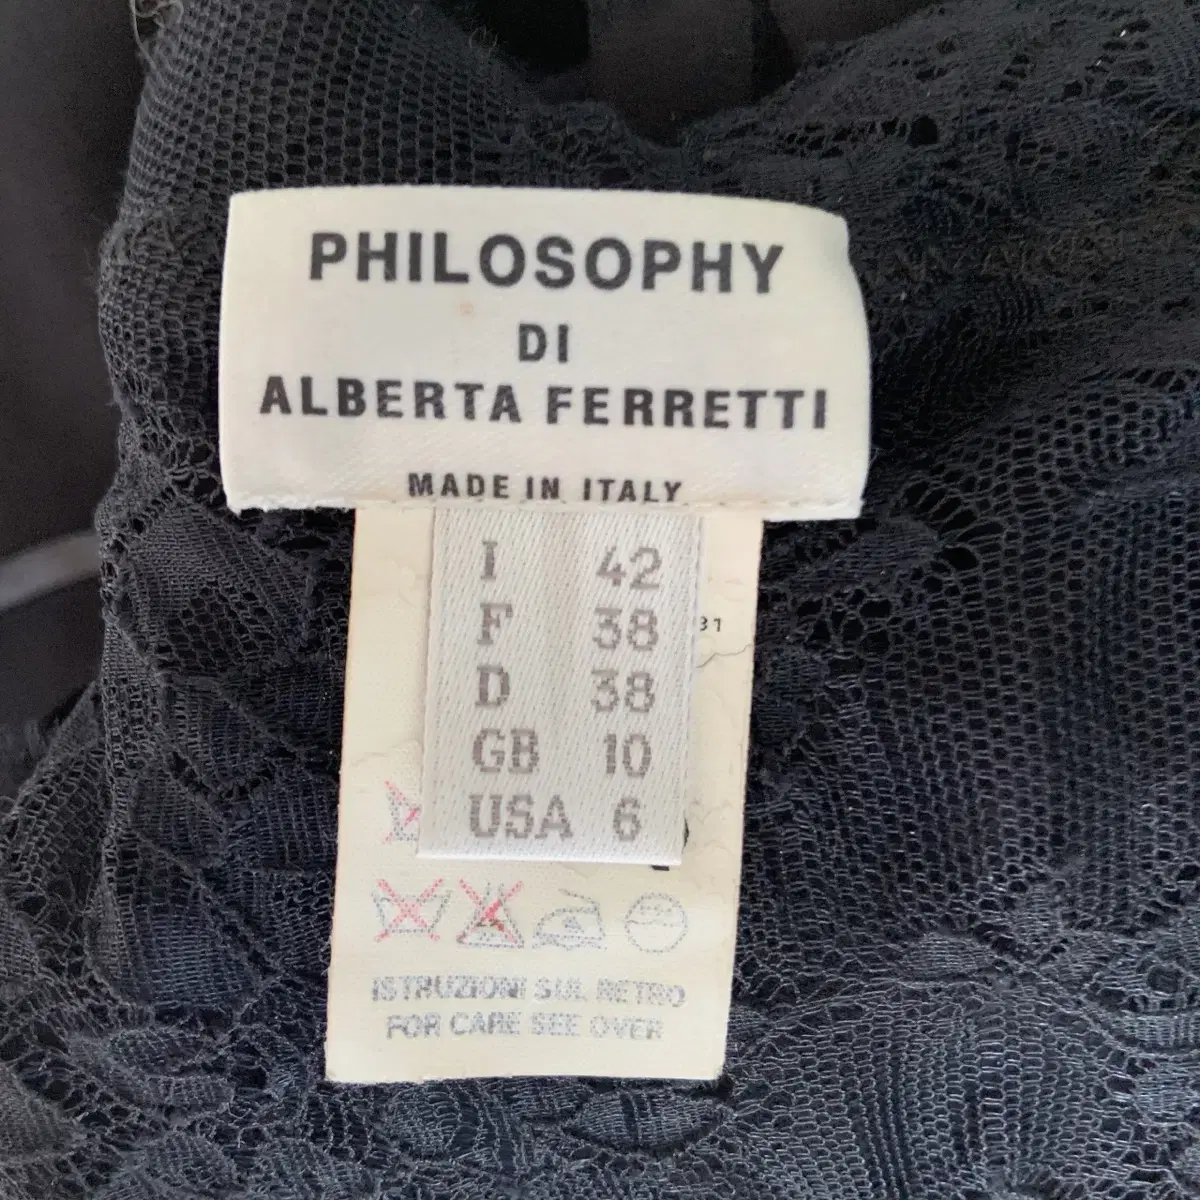 PHILOSOPHY
DI
ALBERTA FERRETTI
MADE IN ITALY
I 42
F 38
D 38
GB 10
USA 6
31
ISTRUZIONI SUL RETRO
FOR CARE SEE OVER